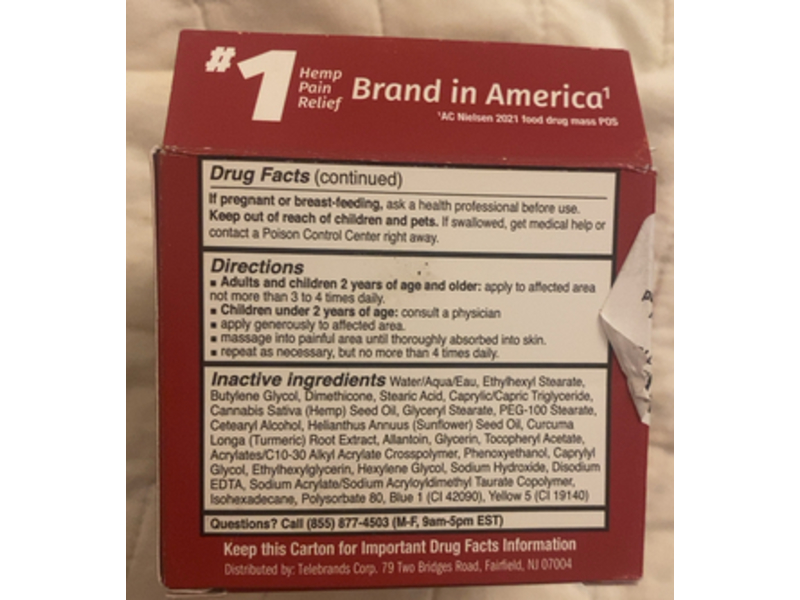 #1 Hemp
Pain
Relief
Brand in America¹
¹AC Nielsen 2021 food drug mass POS
Drug Facts (continued)
If pregnant or breast-feeding, ask a health professional before use.
Keep out of reach of children and pets. If swallowed, get medical help or
contact a Poison Control Center right away.
Directions
▪ Adults and children 2 years of age and older: apply to affected area
not more than 3 to 4 times daily.
▪ Children under 2 years of age: consult a physician
▪ apply generously to affected area.
▪ massage into painful area until thoroughly absorbed into skin.
▪ repeat as necessary, but no more than 4 times daily.
Inactive ingredients Water/Aqua/Eau, Ethylhexyl Stearate,
Butylene Glycol, Dimethicone, Stearic Acid, Caprylic/Capric Triglyceride,
Cannabis Sativa (Hemp) Seed Oil, Glyceryl Stearate, PEG-100 Stearate,
Cetearyl Alcohol, Helianthus Annuus (Sunflower) Seed Oil, Curcuma
Longa (Turmeric) Root Extract, Allantoin, Glycerin, Tocopheryl Acetate,
Acrylates/C10-30 Alkyl Acrylate Crosspolymer, Phenoxyethanol, Caprylyl
Glycol, Ethylhexylglycerin, Hexylene Glycol, Sodium Hydroxide, Disodium
EDTA, Sodium Acrylate/Sodium Acryloyldimethyl Taurate Copolymer,
Isohexadecane, Polysorbate 80, Blue 1 (CI 42090), Yellow 5 (CI 19140)
Questions? Call (855) 877-4503 (M-F, 9am-5pm EST)
Keep this Carton for Important Drug Facts Information
Distributed by: Telebrands Corp. 79 Two Bridges Road, Fairfield, NJ 07004